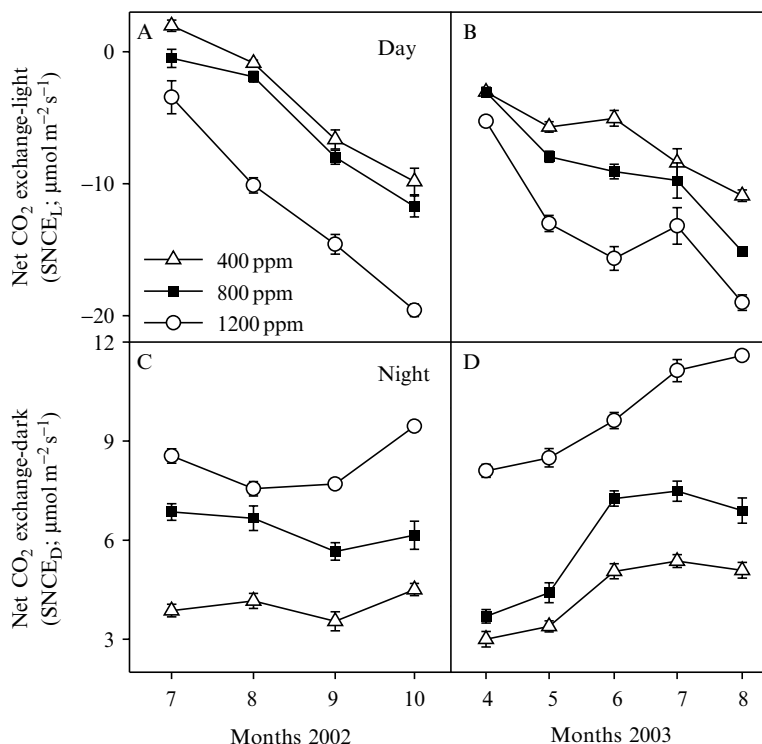 A
Day
B
0
−10
−20
Net CO₂ exchange-light
(SNCE_L; µmol m⁻² s⁻¹)
400 ppm
800 ppm
1200 ppm
C
Night
D
12
9
6
3
Net CO₂ exchange-dark
(SNCE_D; µmol m⁻² s⁻¹)
7 8 9 10 4 5 6 7 8
Months 2002 Months 2003